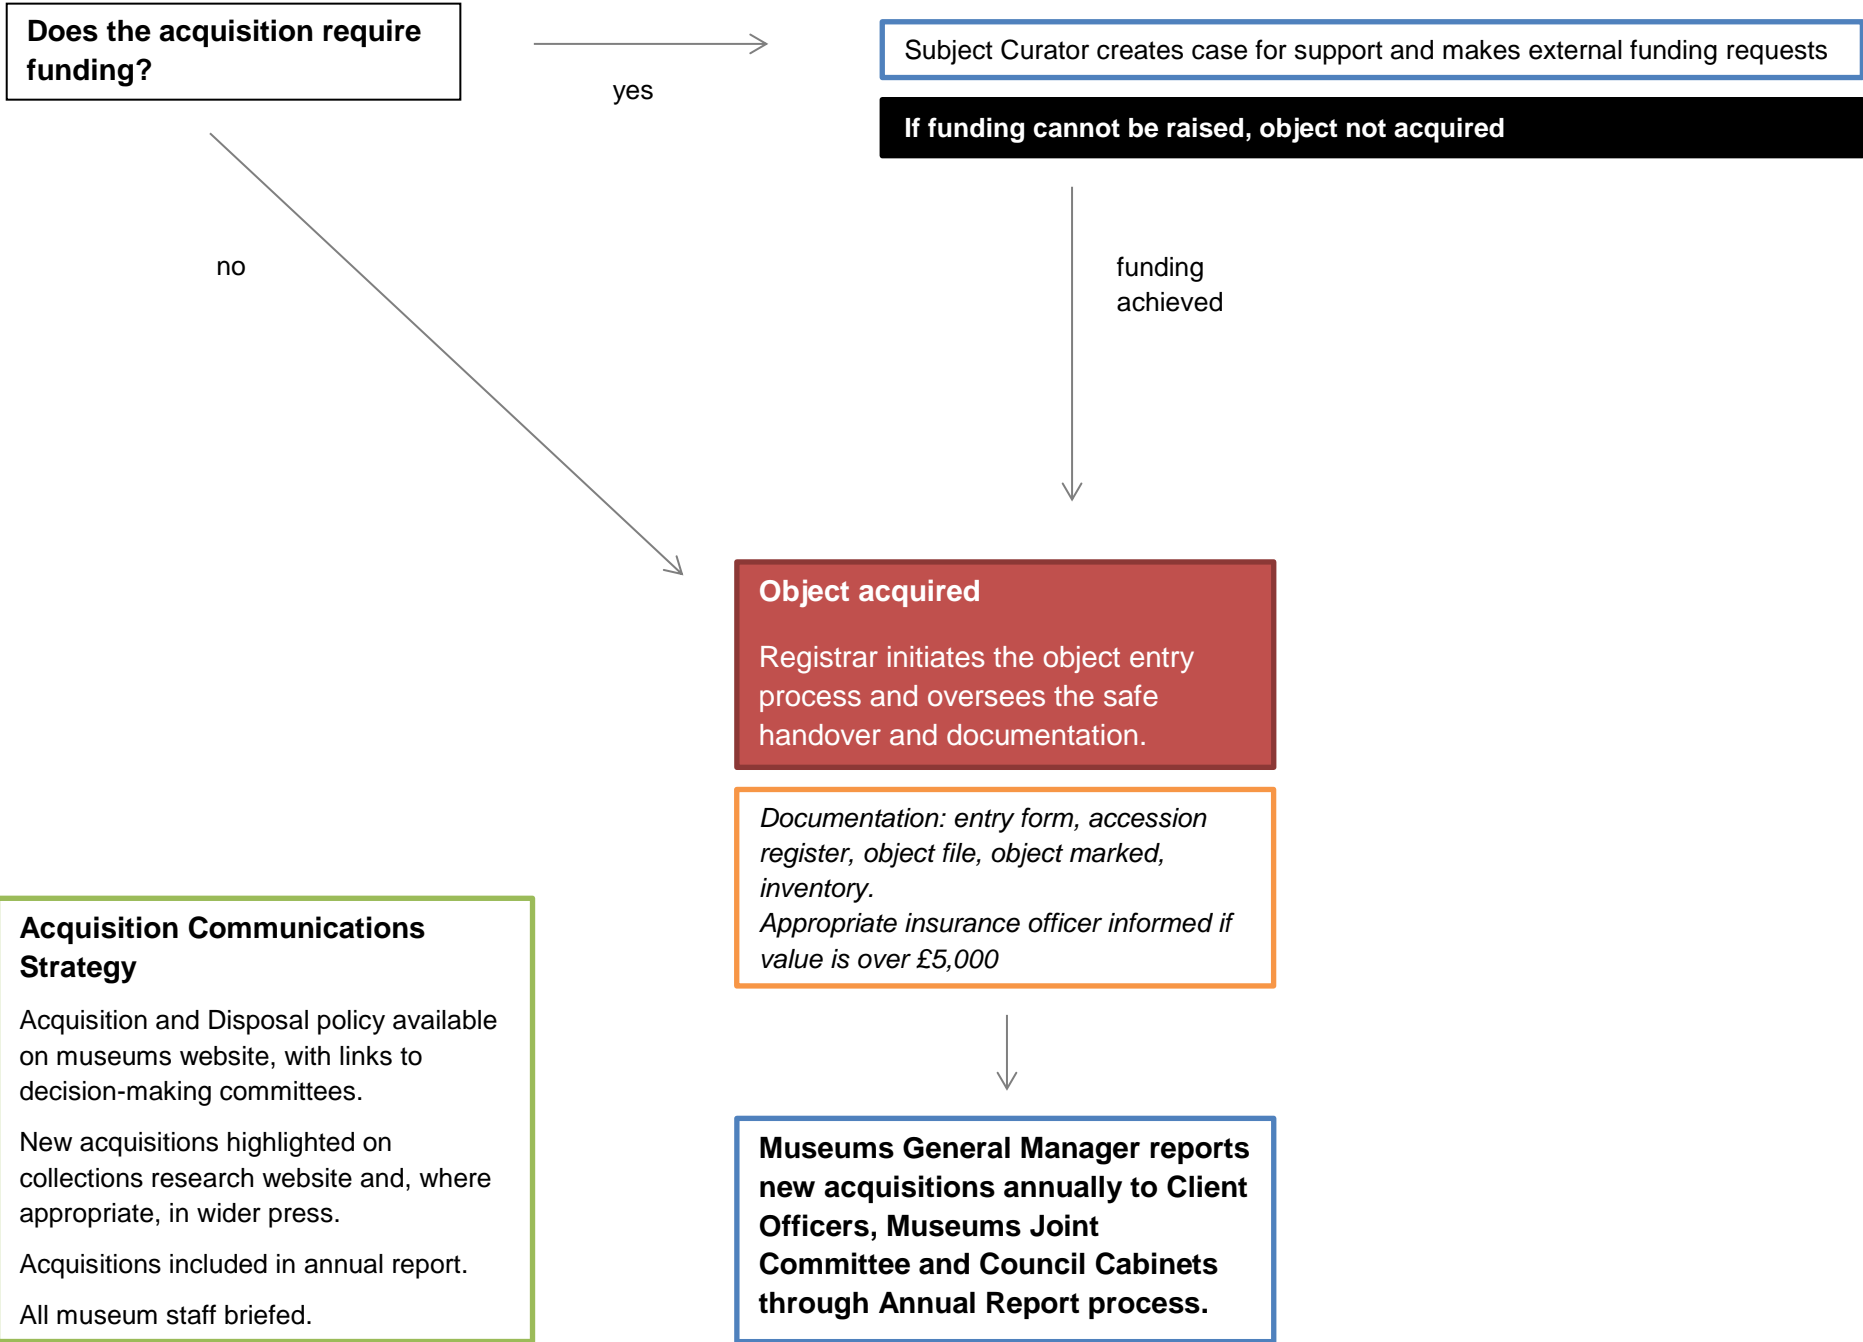 Does the acquisition require
funding?
yes
Subject Curator creates case for support and makes external funding requests
If funding cannot be raised, object not acquired
no
funding
achieved
Object acquired
Registrar initiates the object entry
process and oversees the safe
handover and documentation.
Documentation: entry form, accession
register, object file, object marked,
inventory.
Appropriate insurance officer informed if
value is over £5,000
Acquisition Communications
Strategy
Acquisition and Disposal policy available
on museums website, with links to
decision-making committees.
New acquisitions highlighted on
collections research website and, where
appropriate, in wider press.
Acquisitions included in annual report.
All museum staff briefed.
Museums General Manager reports
new acquisitions annually to Client
Officers, Museums Joint
Committee and Council Cabinets
through Annual Report process.